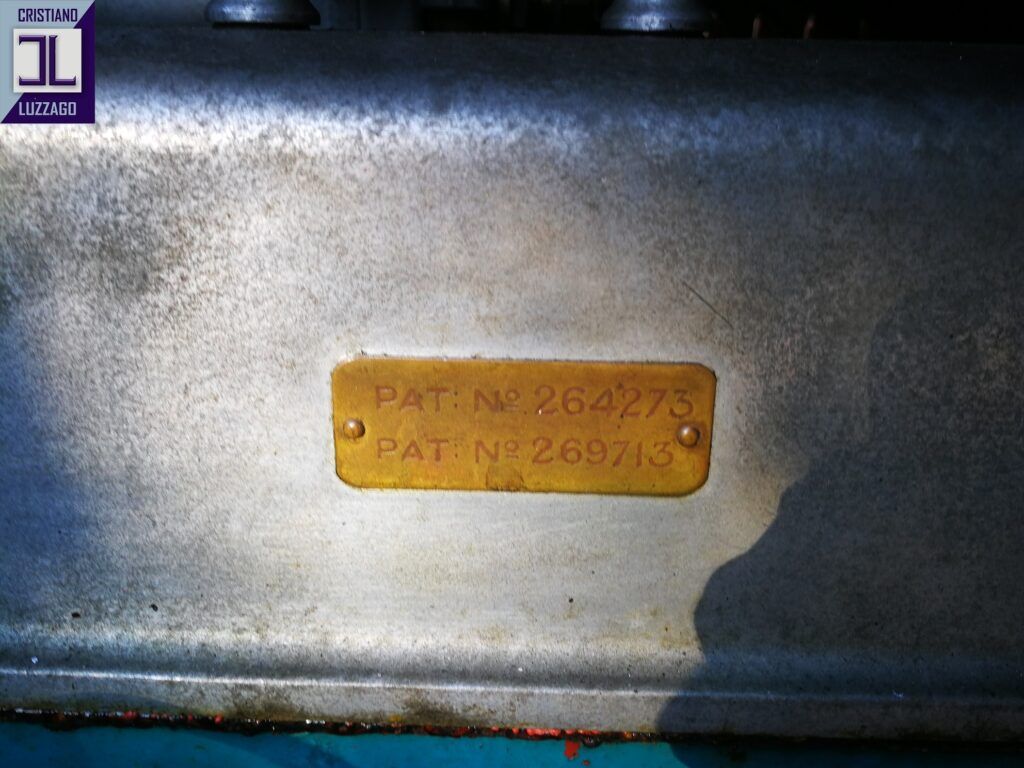 CRISTIANO
LUZZAGO
PAT. Nº 264273
PAT. Nº 269713